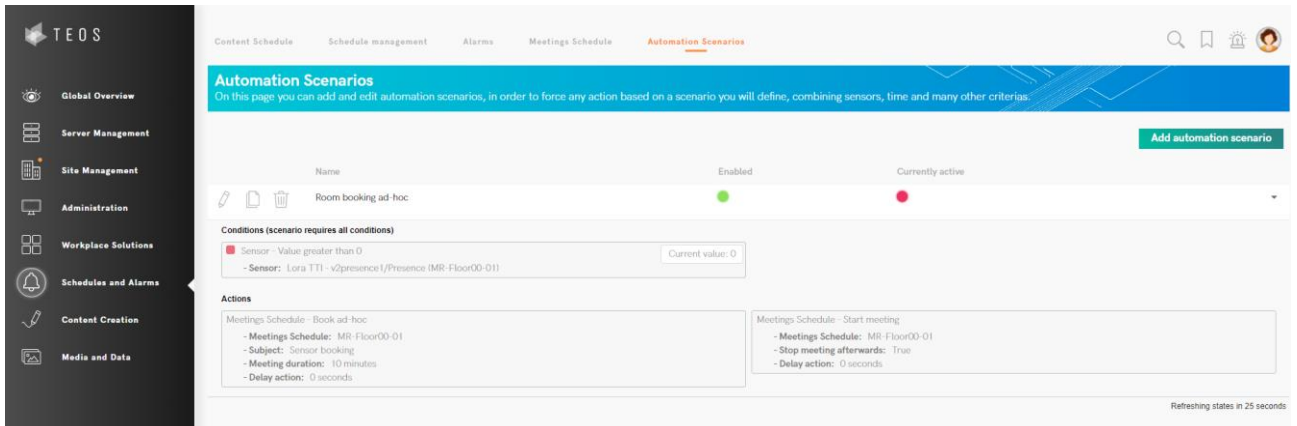 TEOS
Content Schedule
Schedule management
Alarms
Meetings Schedule
Automation Scenarios
Global Overview
Server Management
Site Management
Administration
Workplace Solutions
Schedules and Alarms
Content Creation
Media and Data
Automation Scenarios
On this page you can add and edit automation scenarios, in order to force any action based on a scenario you will define, combining sensors, time and many other criterias.
Add automation scenario
Name Enabled Currently active
Room booking ad-hoc
Conditions (scenario requires all conditions)
Sensor - Value greater than 0
Current value: 0
- Sensor: Lora TTI - v2presence1/Presence (MR-Floor00-01)
Actions
Meetings Schedule - Book ad-hoc
- Meetings Schedule: MR-Floor00-01
- Subject: Sensor booking
- Meeting duration: 10 minutes
- Delay action: 0 seconds
Meetings Schedule - Start meeting
- Meetings Schedule: MR-Floor00-01
- Stop meeting afterwards: True
- Delay action: 0 seconds
Refreshing states in 25 seconds